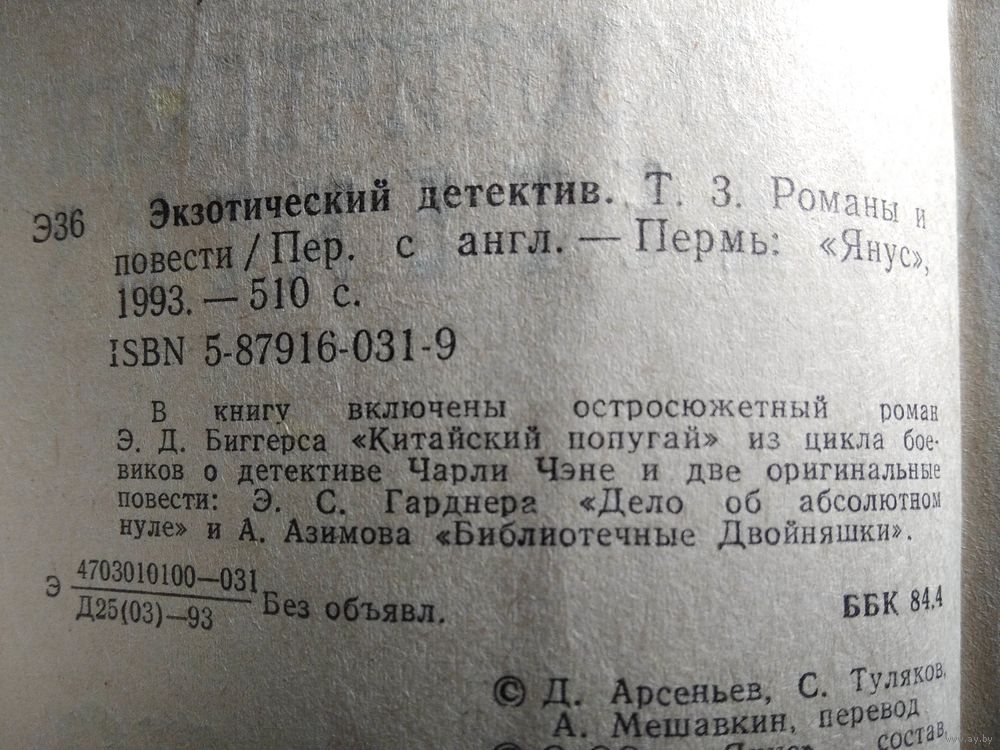 Э36 Экзотический детектив. Т. 3. Романы и
повести / Пер. с англ. — Пермь: «Янус»,
1993. — 510 с.
ISBN 5-87916-031-9
В книгу включены остросюжетный роман
Э. Д. Биггерса «Китайский попугай» из цикла бое-
виков о детективе Чарли Чэне и две оригинальные
повести: Э. С. Гарднера «Дело об абсолютном
нуле» и А. Азимова «Библиотечные Двойняшки».
Э 4703010100—031
Д25(03)—93
Без объявл.
ББК 84.4
© Д. Арсеньев, С. Туляков,
А. Мешавкин, перевод
состав,
www.ay.by